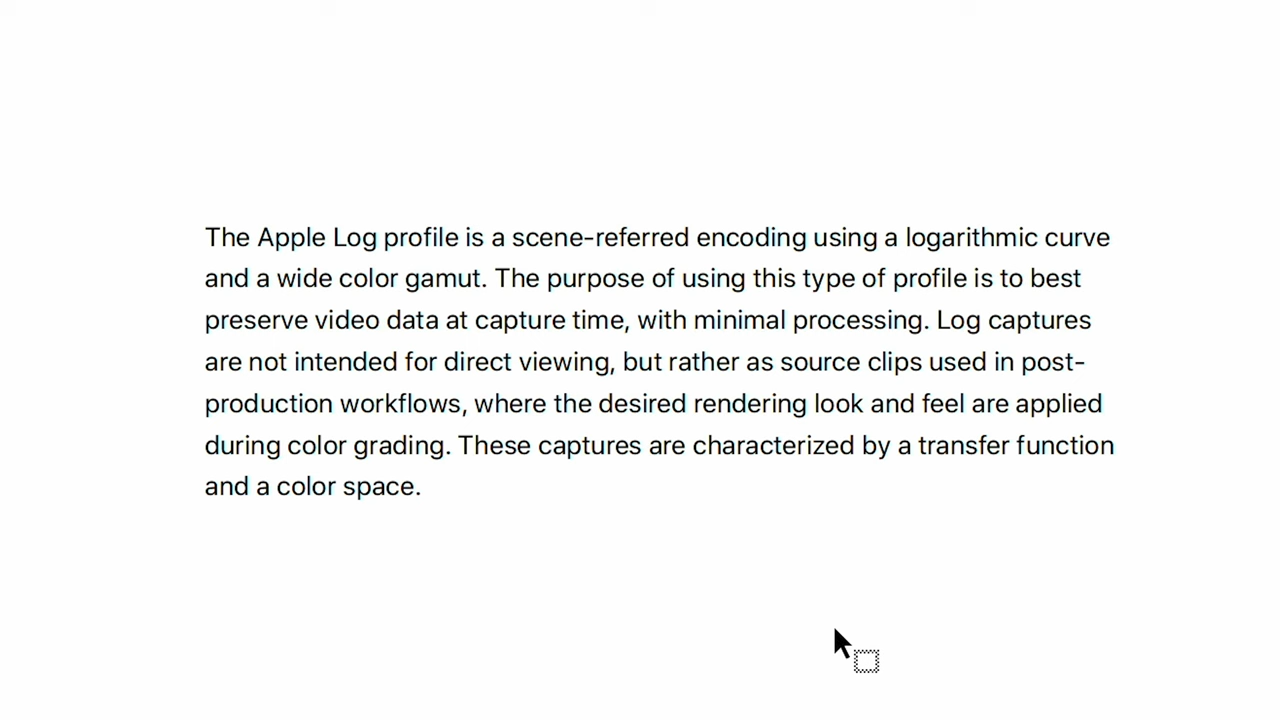 The Apple Log profile is a scene-referred encoding using a logarithmic curve
and a wide color gamut. The purpose of using this type of profile is to best
preserve video data at capture time, with minimal processing. Log captures
are not intended for direct viewing, but rather as source clips used in post-
production workflows, where the desired rendering look and feel are applied
during color grading. These captures are characterized by a transfer function
and a color space.